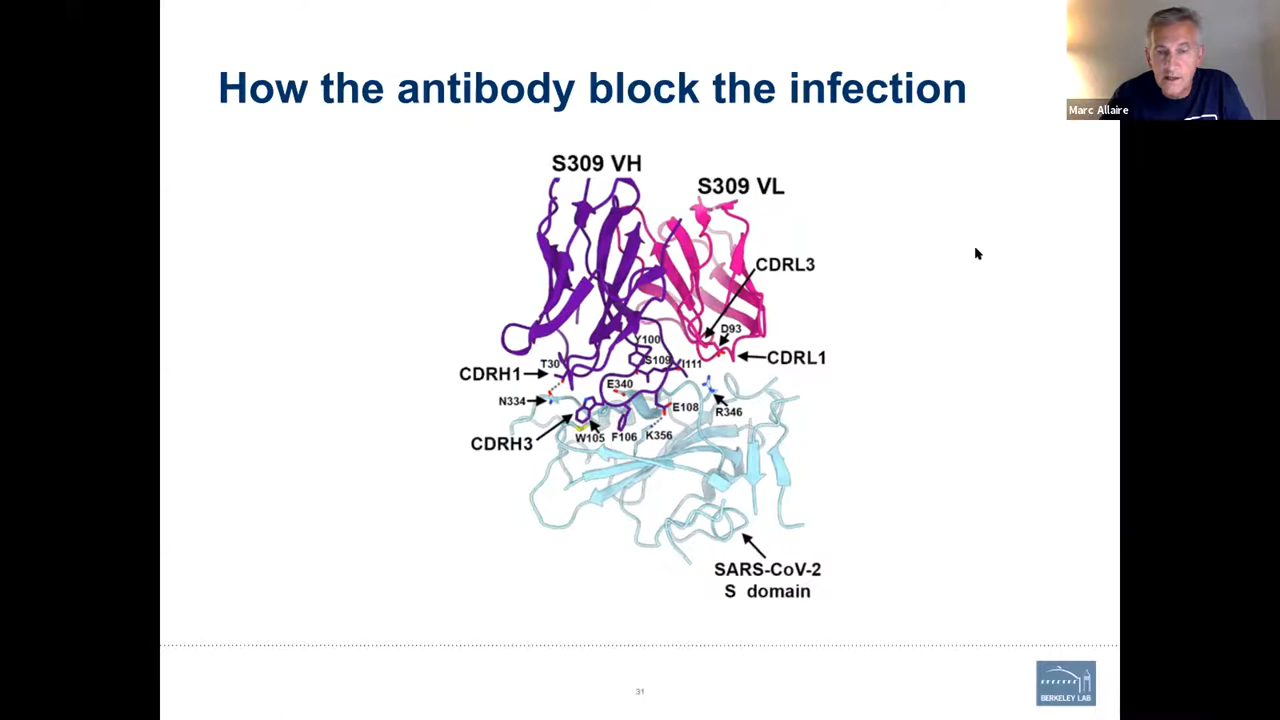 How the antibody block the infection
Marc Allaire
S309 VH
S309 VL
CDRL3
D93
Y100
CDRL1
T30
S109
I111
CDRH1
E340
N334
E108
R346
CDRH3
W105
F106
K356
SARS-CoV-2
S domain
31
BERKELEY LAB